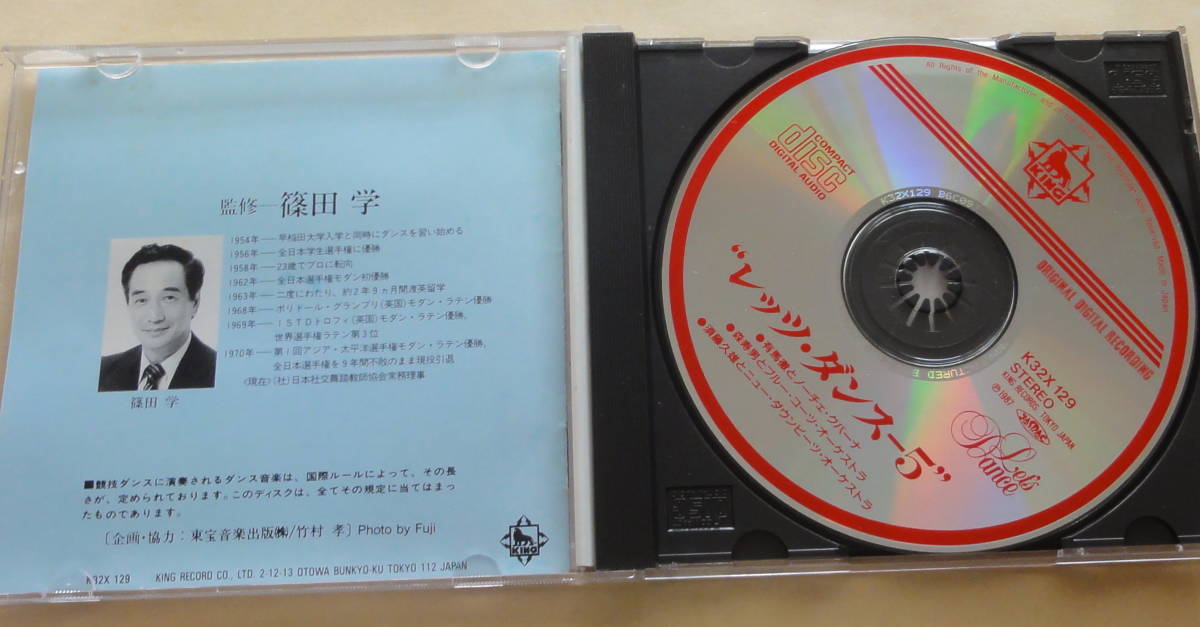 監修—篠田 学
1954年——早稲田大学入学と同時にダンスを習い始める
1956年——全日本学生選手権に優勝
1958年——23歳でプロに転向
1962年——全日本選手権モダン初優勝
1963年——二度にわたり、約2年9ヵ月間渡英留学
1968年——ポリドール・グランプリ(英国)モダン・ラテン優勝
1969年——ISTDトロフィ(英国)モダン・ラテン優勝。
世界選手権ラテン第3位
1970年——第1回アジア・太平洋選手権モダン・ラテン優勝。
全日本選手権を9年間不敗のまま現役引退
〈現在〉(社)日本社交舞踏教師協会常務理事
篠田 学
■競技ダンスに演奏されるダンス音楽は、国際ルールによって、その長
さが、定められております。このディスクは、全てその規定に当てはまっ
たものであります。
〔企画・協力：東宝音楽出版㈱/竹村 孝〕Photo by Fuji
KING
K32X 129 KING RECORD CO., LTD. 2-12-13 OTOWA BUNKYO-KU TOKYO 112 JAPAN
All Rights of the Manufacturer and of
KING
COMPACT
disc
DIGITAL AUDIO
K32X129 B6C09
ORIGINAL DIGITAL RECORDING
“レッツ・ダンスー5”
●有馬徹とノーチェ・クバーナ
●森寿男とブルー・コーツ・オーケストラ
●須藤久雄とニュー・ダウンビーツ・オーケストラ
K32X 129
STEREO
KING RECORDS, TOKYO JAPAN
℗1987
Let's
Dance